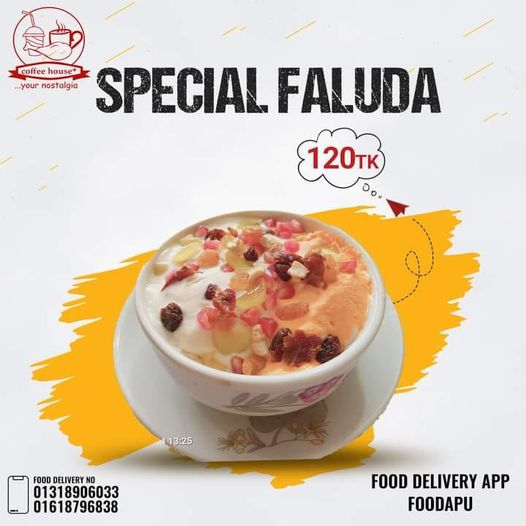 coffee house+
...your nostalgia
SPECIAL FALUDA
120TK
13:25
FOOD DELIVERY NO
01318906033
01618796838
FOOD DELIVERY APP
FOODAPU